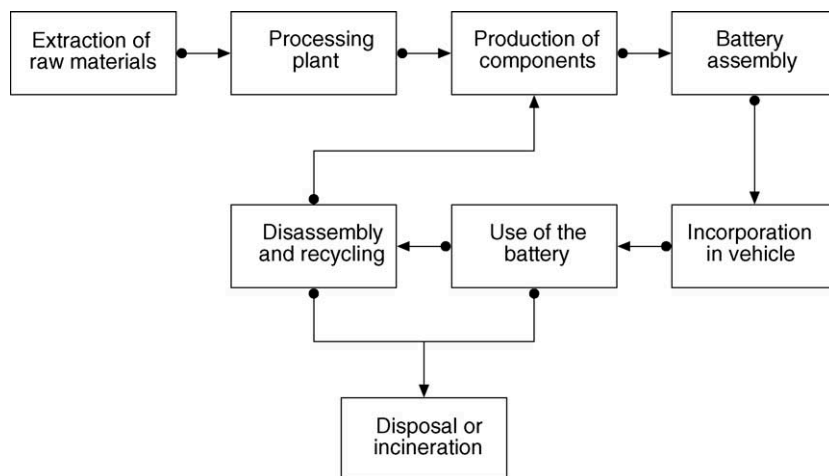 Extraction of
raw materials
Processing
plant
Production of
components
Battery
assembly
Disassembly
and recycling
Use of the
battery
Incorporation
in vehicle
Disposal or
incineration